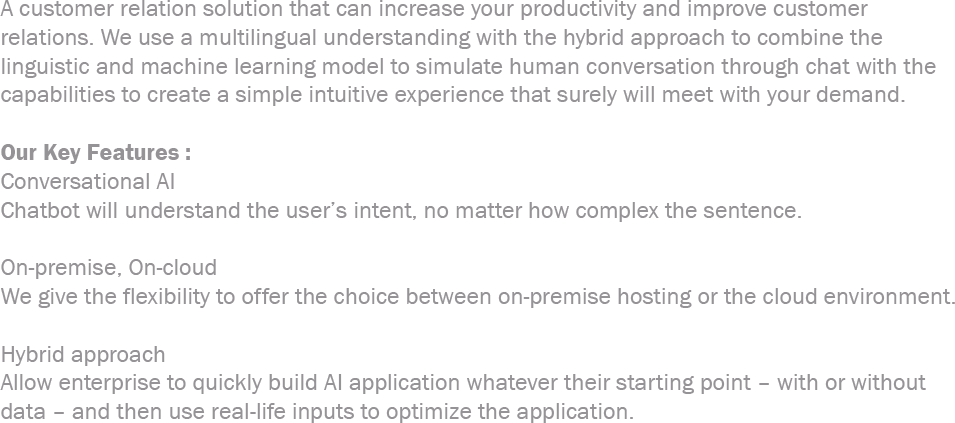 A customer relation solution that can increase your productivity and improve customer
relations. We use a multilingual understanding with the hybrid approach to combine the
linguistic and machine learning model to simulate human conversation through chat with the
capabilities to create a simple intuitive experience that surely will meet with your demand.
Our Key Features :
Conversational AI
Chatbot will understand the user’s intent, no matter how complex the sentence.
On-premise, On-cloud
We give the flexibility to offer the choice between on-premise hosting or the cloud environment.
Hybrid approach
Allow enterprise to quickly build AI application whatever their starting point – with or without
data – and then use real-life inputs to optimize the application.